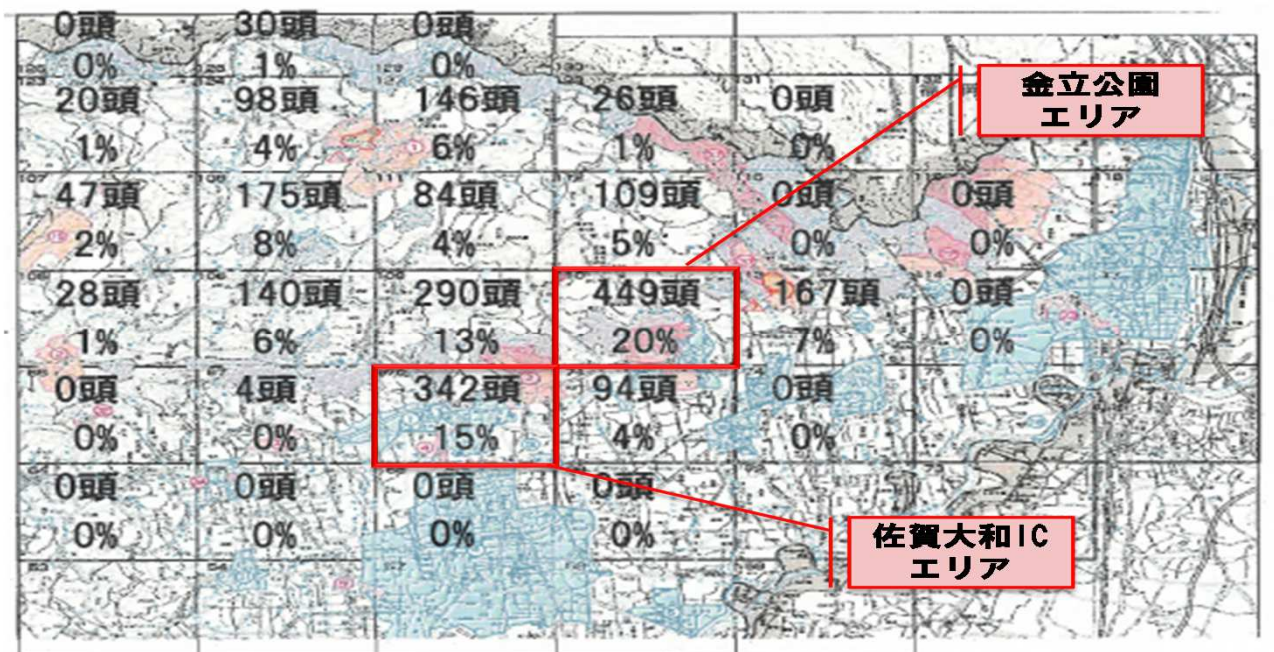 0頭 30頭 0頭
0% 1% 0%
20頭 98頭 146頭 26頭 0頭
1% 4% 6% 1% 0%
金立公園
エリア
47頭 175頭 84頭 109頭 0頭 0頭
2% 8% 4% 5% 0% 0%
28頭 140頭 290頭 449頭 167頭 0頭
1% 6% 13% 20% 7% 0%
0頭 4頭 342頭 94頭 0頭
0% 0% 15% 4% 0%
0頭 0頭 0頭 0頭
0% 0% 0% 0%
佐賀大和IC
エリア